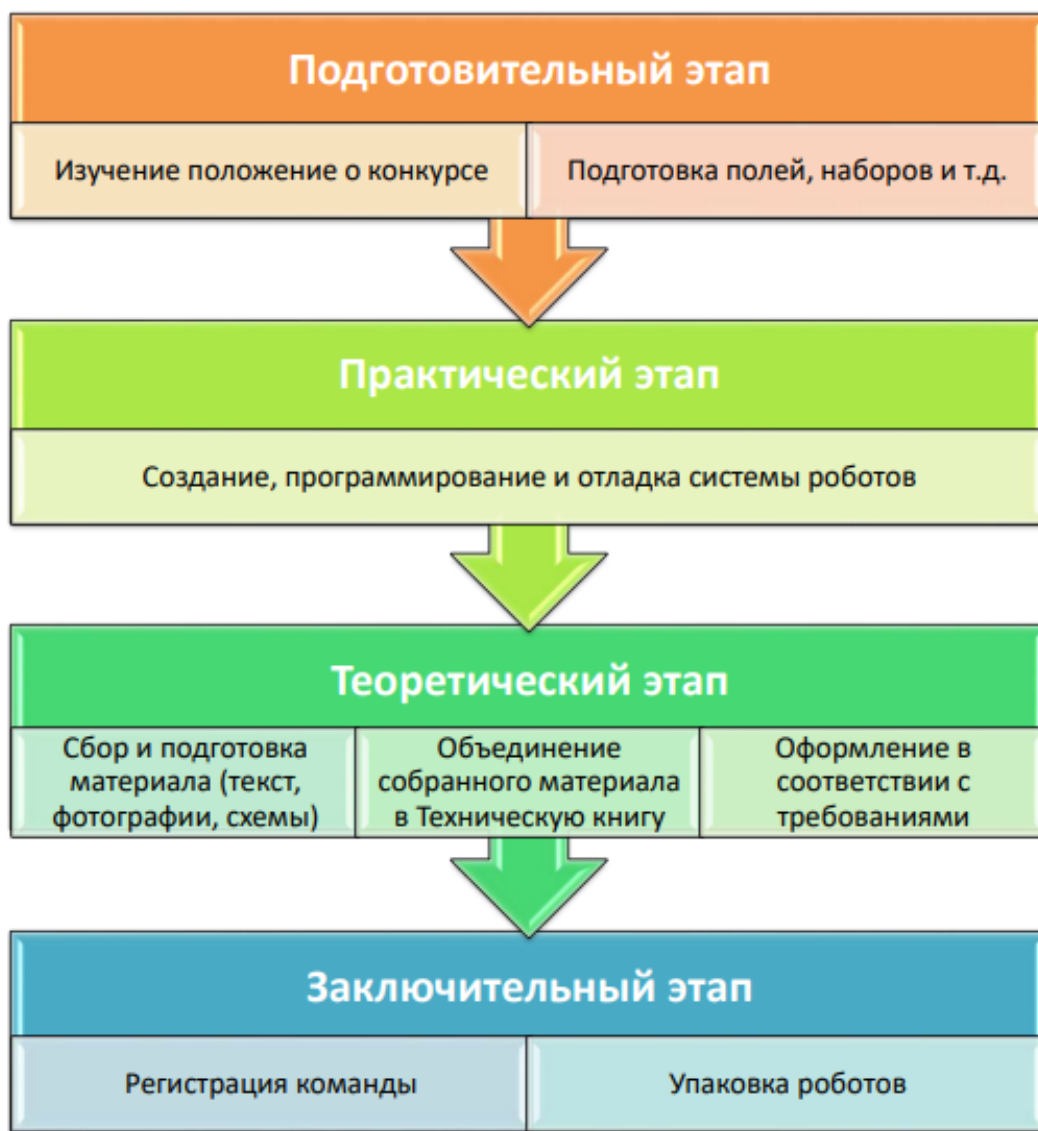 Подготовительный этап
Изучение положение о конкурсе
Подготовка полей, наборов и т.д.
Практический этап
Создание, программирование и отладка системы роботов
Теоретический этап
Сбор и подготовка
материала (текст,
фотографии, схемы)
Объединение
собранного материала
в Техническую книгу
Оформление в
соответствии с
требованиями
Заключительный этап
Регистрация команды
Упаковка роботов